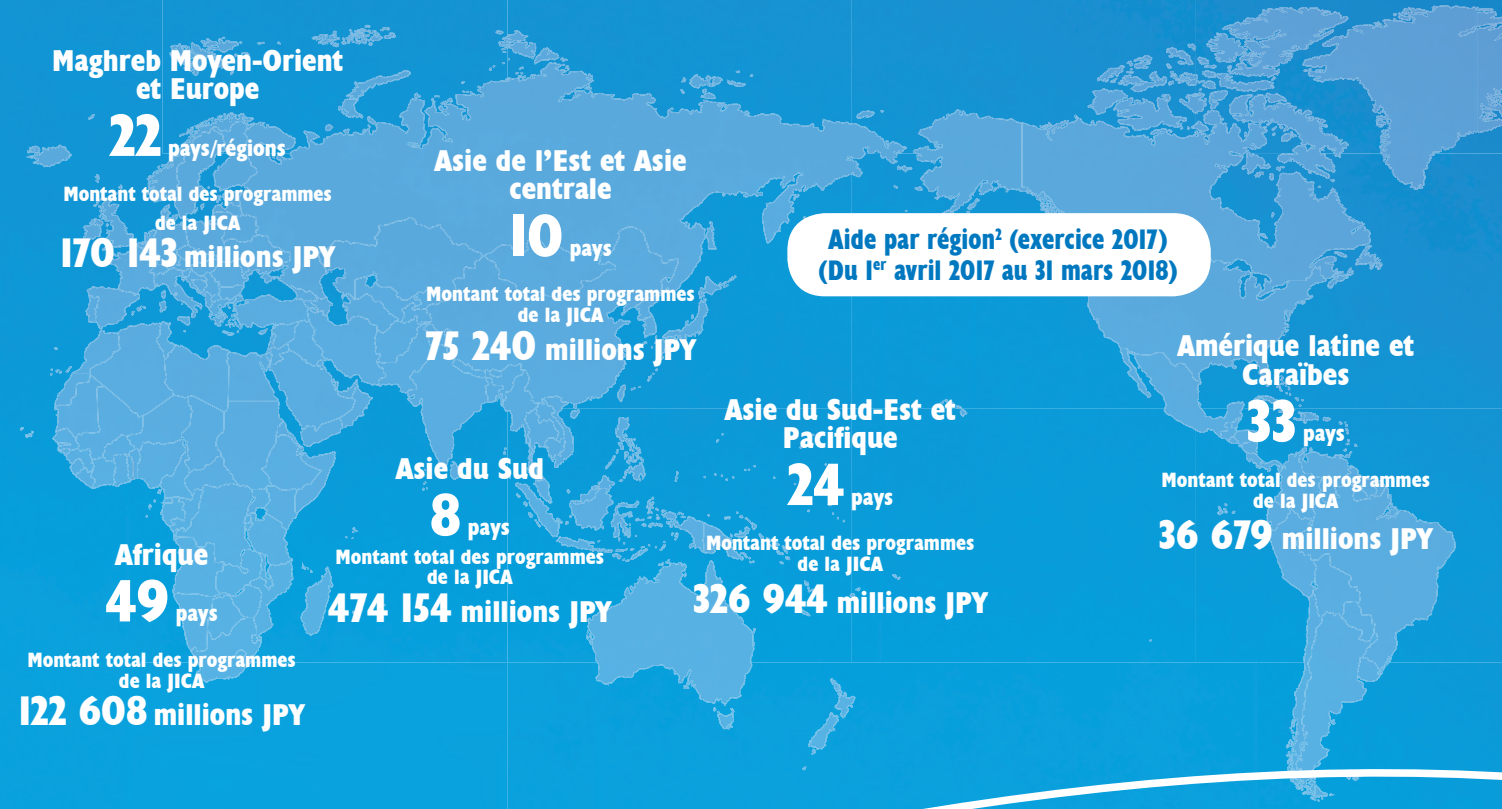 Maghreb Moyen-Orient
et Europe
22 pays/régions
Montant total des programmes
de la JICA
170 143 millions JPY
Asie de l'Est et Asie
centrale
10 pays
Montant total des programmes
de la JICA
75 240 millions JPY
Aide par région² (exercice 2017)
(Du 1er avril 2017 au 31 mars 2018)
Amérique latine et
Caraïbes
33 pays
Montant total des programmes
de la JICA
36 679 millions JPY
Asie du Sud-Est et
Pacifique
24 pays
Montant total des programmes
de la JICA
326 944 millions JPY
Asie du Sud
8 pays
Montant total des programmes
de la JICA
474 154 millions JPY
Afrique
49 pays
Montant total des programmes
de la JICA
122 608 millions JPY